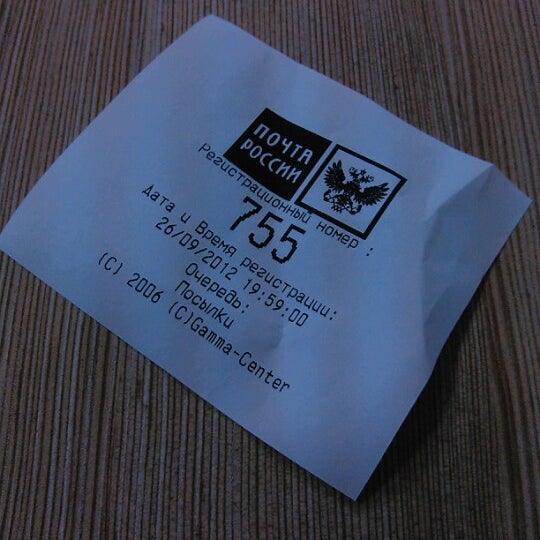 ПОЧТА
РОССИИ
Регистрационный номер :
755
Дата и Время регистрации:
26/09/2012 19:59:00
Очередь:
Посылки
(C) 2006 (C)Gamma-Center